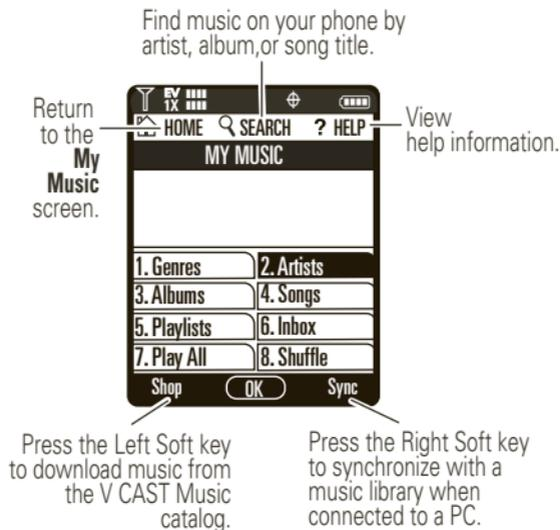 Find music on your phone by
artist, album,or song title.
EV
1X
Return
to the
My
Music
screen.
HOME SEARCH ? HELP
View
help information.
MY MUSIC
1. Genres 2. Artists
3. Albums 4. Songs
5. Playlists 6. Inbox
7. Play All 8. Shuffle
Shop OK Sync
Press the Left Soft key
to download music from
the V CAST Music
catalog.
Press the Right Soft key
to synchronize with a
music library when
connected to a PC.